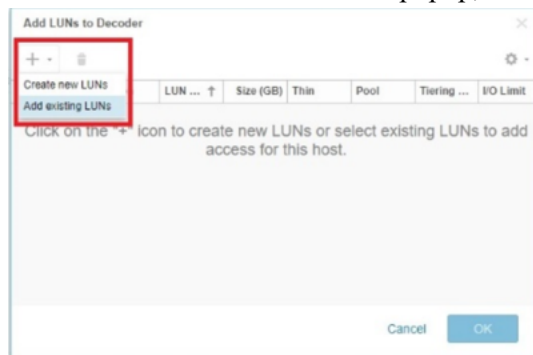 Add LUNs to Decoder
Create new LUNs
Add existing LUNs
LUN ... ↑ Size (GB) Thin Pool Tiering ... I/O Limit
Click on the "+" icon to create new LUNs or select existing LUNs to add
access for this host.
Cancel OK